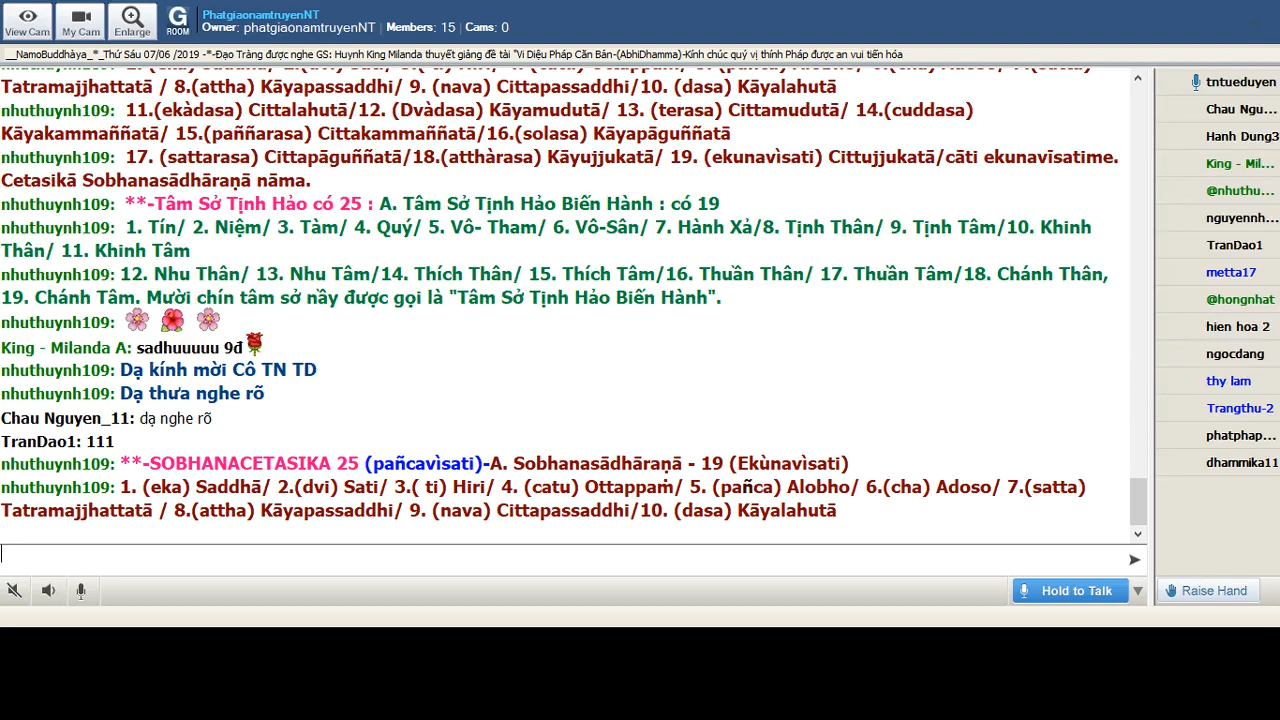 View Cam
My Cam
Enlarge
G
ROOM
PhatgiaonamtruyenNT
Owner: phatgiaonamtruyenNT | Members: 15 | Cams: 0
__NamoBuddhàya_*_Thứ Sáu 07/06 /2019 -*-Đạo Tràng được nghe GS: Huynh King Milanda thuyết giảng đề tài "Vi Diệu Pháp Căn Bản-(AbhiDhamma)-Kính chúc quý vị thính Pháp được an vui tiến hóa
Tatramajjhattatā / 8.(attha) Kāyapassaddhi/ 9. (nava) Cittapassaddhi/10. (dasa) Kāyalahutā
nhuthuynh109: 11.(ekàdasa) Cittalahutā/12. (Dvàdasa) Kāyamudutā/ 13. (terasa) Cittamudutā/ 14.(cuddasa)
Kāyakammaññatā/ 15.(paññarasa) Cittakammaññatā/16.(solasa) Kāyapāguññatā
nhuthuynh109: 17. (sattarasa) Cittapāguññatā/18.(atthàrasa) Kāyujjukatā/ 19. (ekunavìsati) Cittujjukatā/cāti ekunavīsatime.
Cetasikā Sobhanasādhāraṇā nāma.
nhuthuynh109: **-Tâm Sở Tịnh Hảo có 25 : A. Tâm Sở Tịnh Hảo Biến Hành : có 19
nhuthuynh109: 1. Tín/ 2. Niệm/ 3. Tàm/ 4. Quý/ 5. Vô- Tham/ 6. Vô-Sân/ 7. Hành Xả/8. Tịnh Thân/ 9. Tịnh Tâm/10. Khinh
Thân/ 11. Khinh Tâm
nhuthuynh109: 12. Nhu Thân/ 13. Nhu Tâm/14. Thích Thân/ 15. Thích Tâm/16. Thuần Thân/ 17. Thuần Tâm/18. Chánh Thân,
19. Chánh Tâm. Mười chín tâm sở nầy được gọi là "Tâm Sở Tịnh Hảo Biến Hành".
nhuthuynh109:
King - Milanda A: sadhuuuuu 9đ
nhuthuynh109: Dạ kính mời Cô TN TD
nhuthuynh109: Dạ thưa nghe rõ
Chau Nguyen_11: dạ nghe rõ
TranDao1: 111
nhuthuynh109: **-SOBHANACETASIKA 25 (pañcavìsati)-A. Sobhanasādhāraṇā - 19 (Ekùnavìsati)
nhuthuynh109: 1. (eka) Saddhā/ 2.(dvi) Sati/ 3.( ti) Hiri/ 4. (catu) Ottappaṁ/ 5. (pañca) Alobho/ 6.(cha) Adoso/ 7.(satta)
Tatramajjhattatā / 8.(attha) Kāyapassaddhi/ 9. (nava) Cittapassaddhi/10. (dasa) Kāyalahutā
Hold to Talk
tntueduyen
Chau Ngu...
Hanh Dung3
King - Mil...
@nhuthu...
nguyennh...
TranDao1
metta17
@hongnhat
hien hoa 2
ngocdang
thy lam
Trangthu-2
phatphap...
dhammika11
Raise Hand